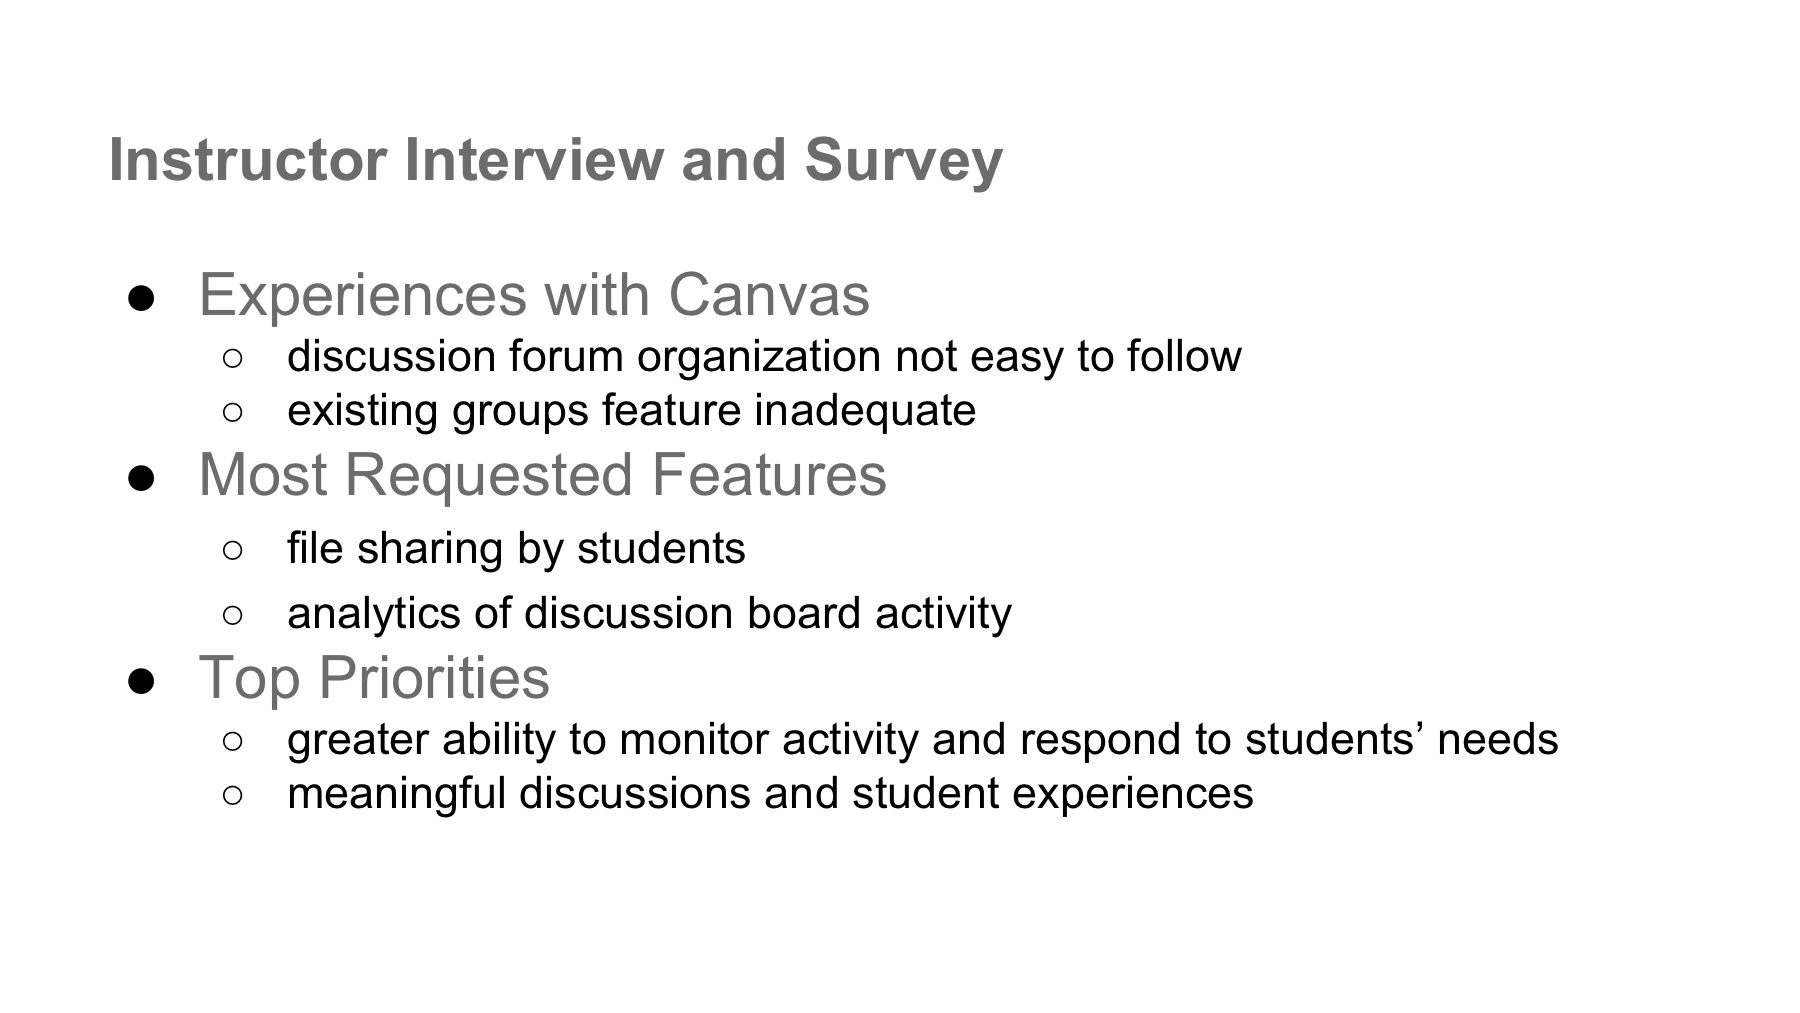 Instructor Interview and Survey
● Experiences with Canvas
○ discussion forum organization not easy to follow
○ existing groups feature inadequate
● Most Requested Features
○ file sharing by students
○ analytics of discussion board activity
● Top Priorities
○ greater ability to monitor activity and respond to students’ needs
○ meaningful discussions and student experiences